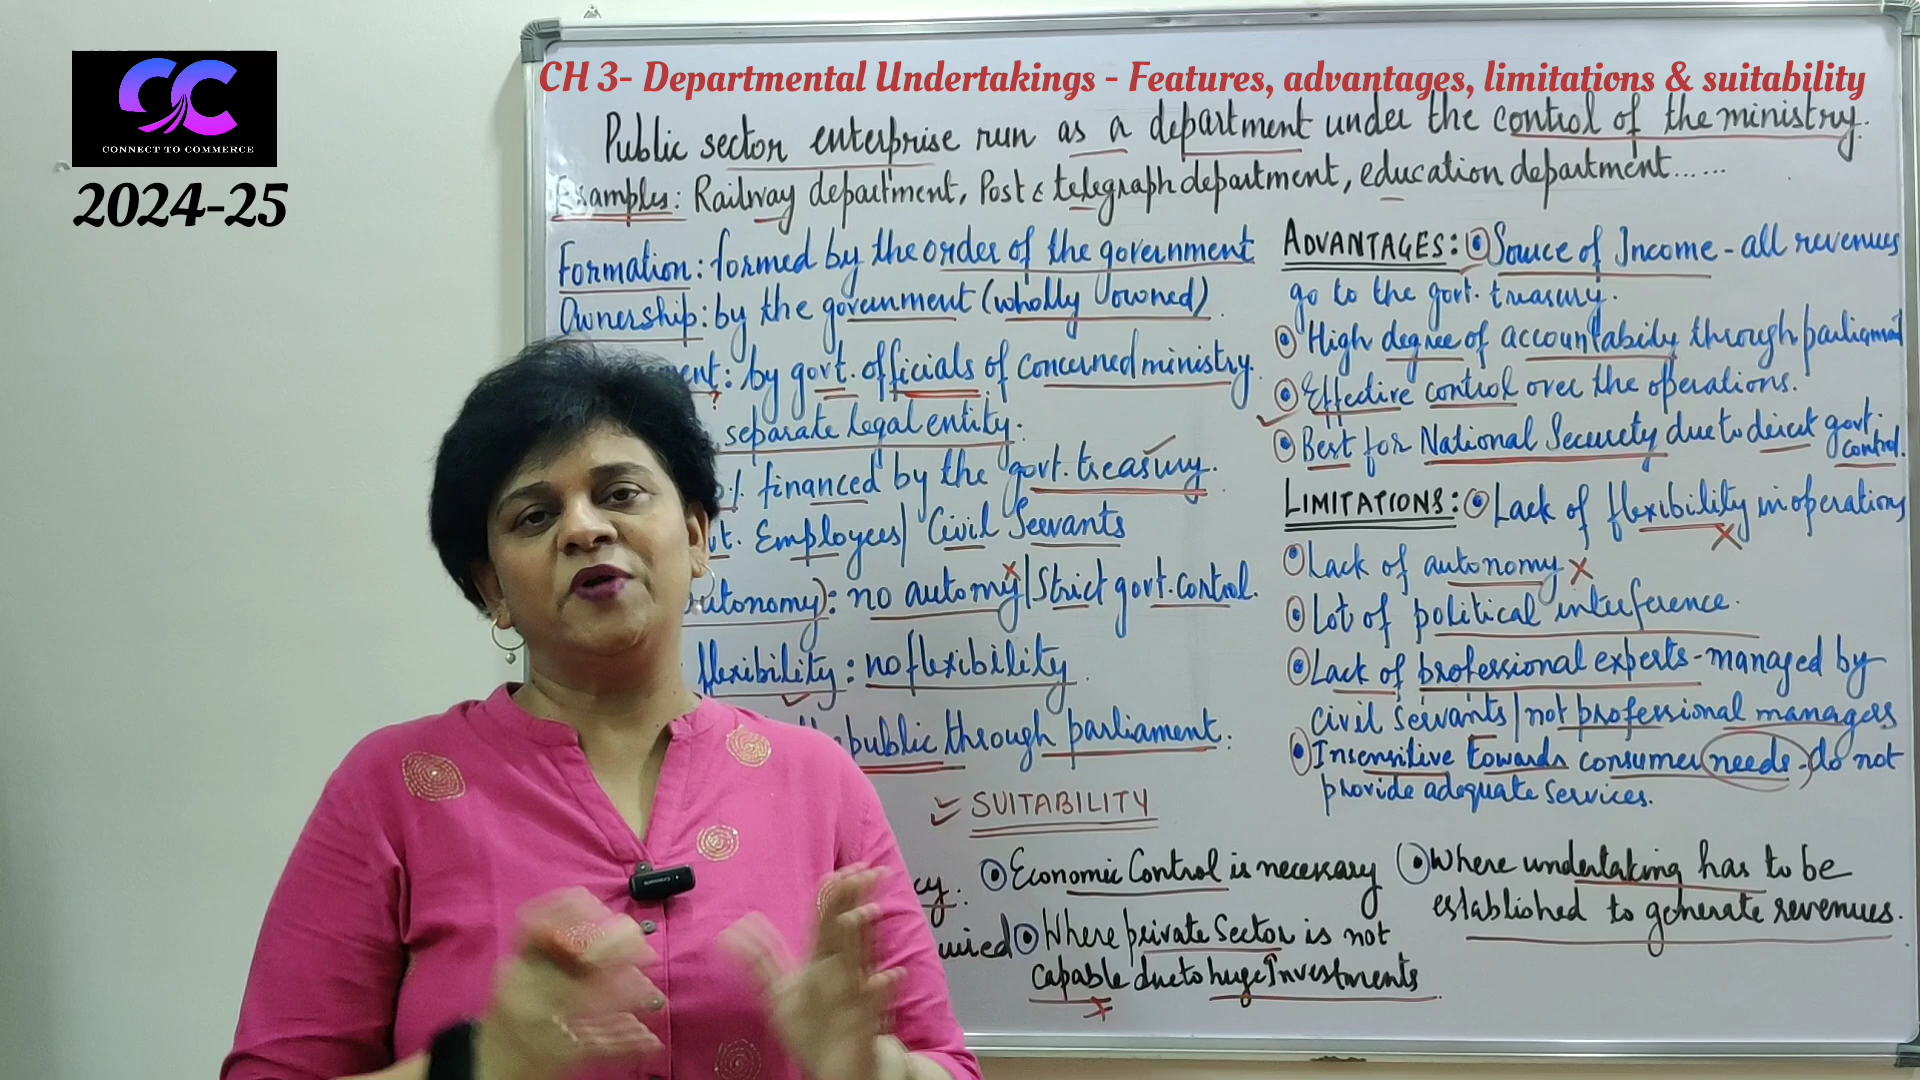 CONNECT TO COMMERCE
2024-25
CH 3- Departmental Undertakings - Features, advantages, limitations & suitability
Public sector enterprise run as a department under the control of the ministry.
Examples: Railway department, Post & telegraph department, education department......
Formation: formed by the order of the government
Ownership: by the government (wholly owned)
: by govt. officials of concerned ministry.
separate legal entity.
financed by the govt. treasury.
Employees/ Civil Servants
: no automy/Strict govt. control.
flexibility: no flexibility
public through parliament.
ADVANTAGES: Source of Income - all revenues
go to the govt. treasury.
High degree of accountability through parliament
Effective control over the operations.
Best for National Security due to direct govt.
control.
LIMITATIONS: Lack of flexibility in operations
Lack of autonomy x
Lot of political interference.
Lack of professional experts - managed by
civil servants/not professional managers
Insensitive towards consumer needs - do not
provide adequate services.
SUITABILITY
Economic Control is necessary
Where private Sector is not
capable due to huge Investments
Where undertaking has to be
established to generate revenues.